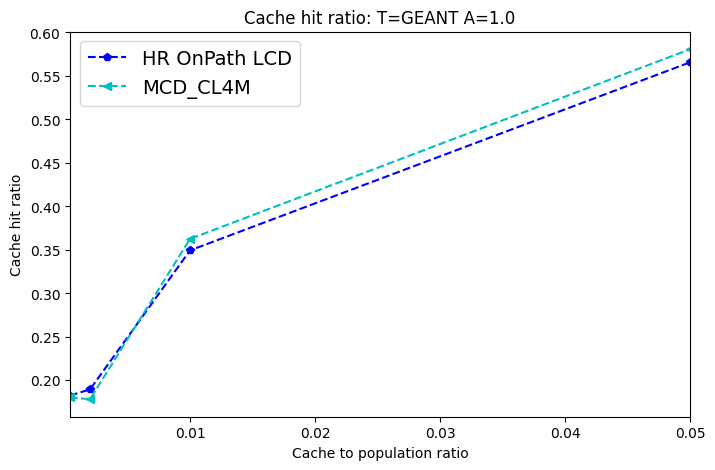 Cache hit ratio: T=GEANT A=1.0
HR OnPath LCD
MCD_CL4M
Cache hit ratio
0.60
0.55
0.50
0.45
0.40
0.35
0.30
0.25
0.20
0.01 0.02 0.03 0.04 0.05
Cache to population ratio